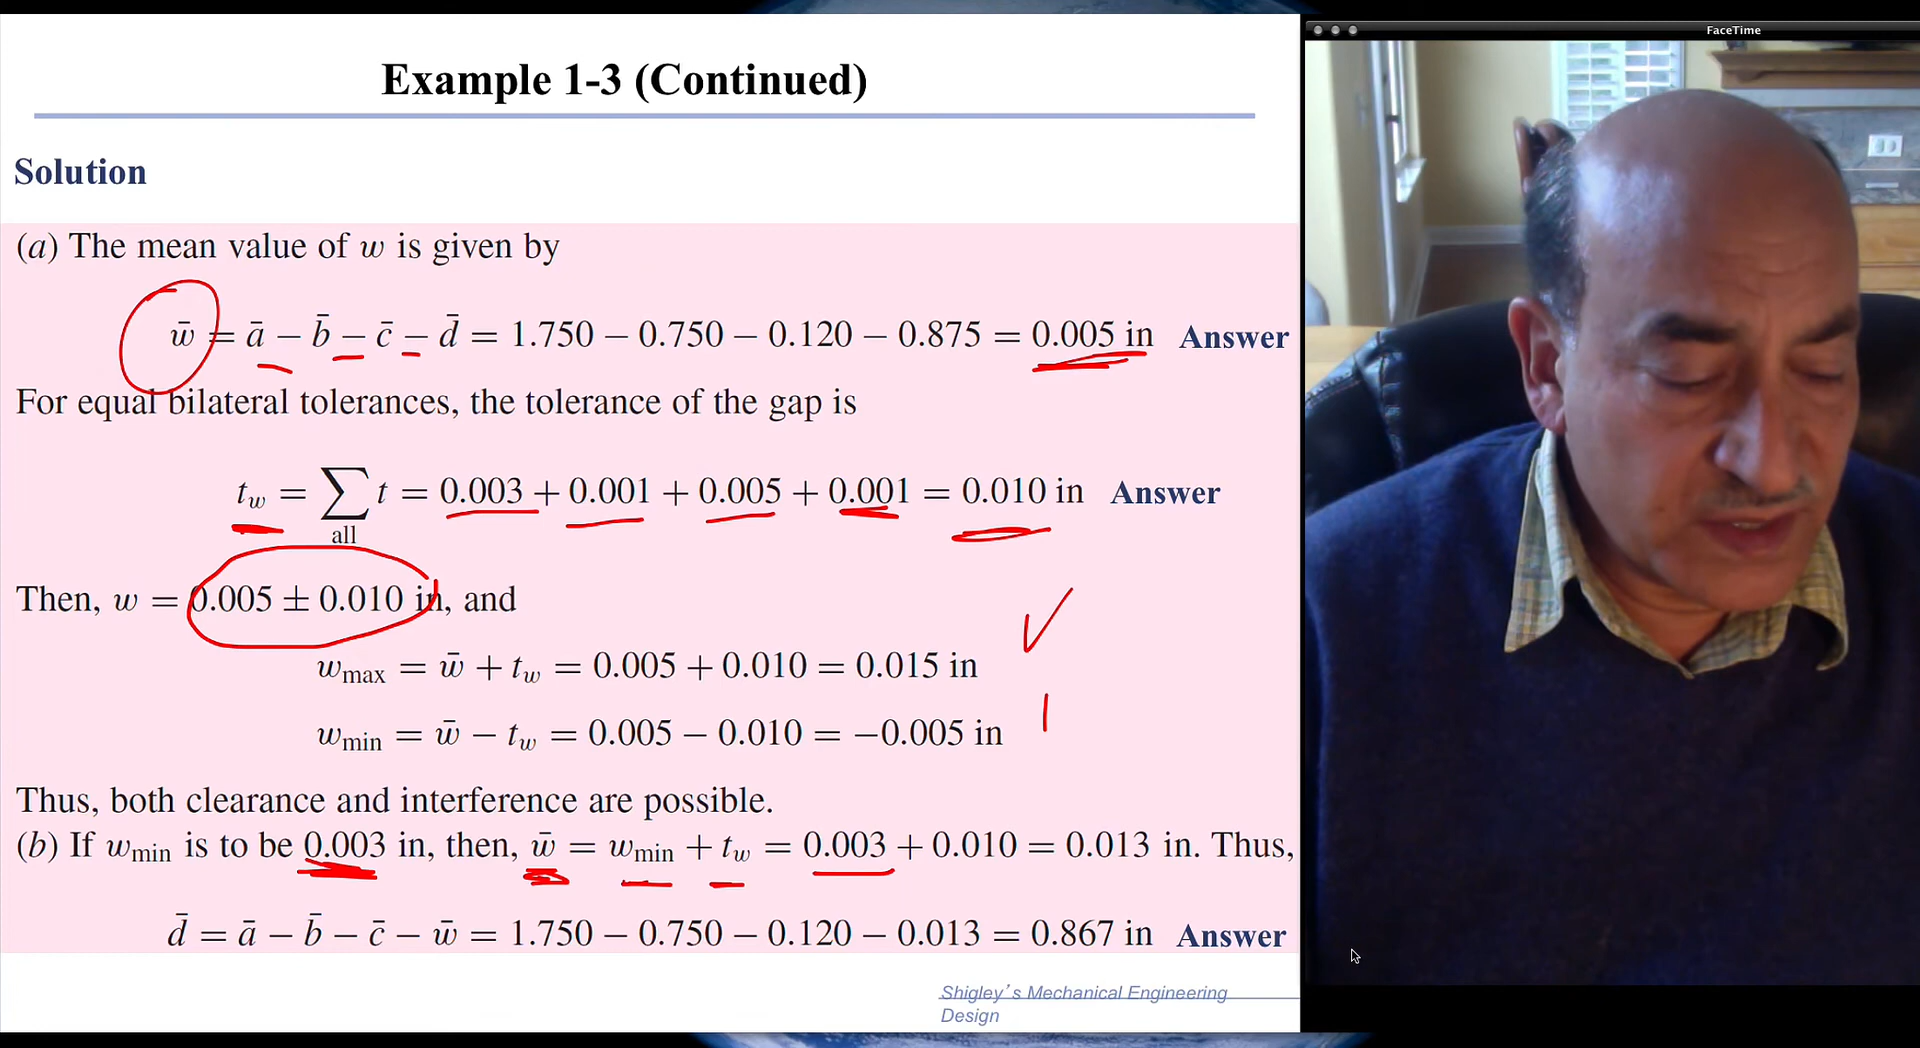 Example 1-3 (Continued)
FaceTime
Solution
(a) The mean value of w is given by
w̄ = ā − b̄ − c̄ − d̄ = 1.750 − 0.750 − 0.120 − 0.875 = 0.005 in Answer
For equal bilateral tolerances, the tolerance of the gap is
t_w = ∑ t = 0.003 + 0.001 + 0.005 + 0.001 = 0.010 in Answer
all
Then, w = 0.005 ± 0.010 in, and
w_max = w̄ + t_w = 0.005 + 0.010 = 0.015 in
w_min = w̄ − t_w = 0.005 − 0.010 = −0.005 in
Thus, both clearance and interference are possible.
(b) If w_min is to be 0.003 in, then, w̄ = w_min + t_w = 0.003 + 0.010 = 0.013 in. Thus,
d̄ = ā − b̄ − c̄ − w̄ = 1.750 − 0.750 − 0.120 − 0.013 = 0.867 in Answer
Shigley's Mechanical Engineering
Design